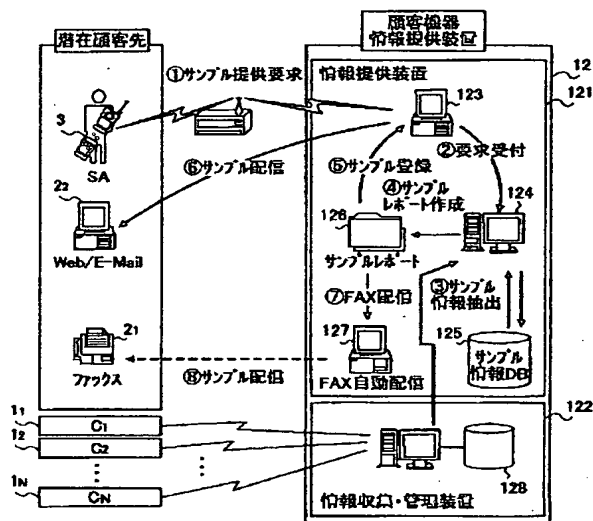 潜在顧客先
顧客機器
情報提供装置
①サンプル提供要求
情報提供装置
12
121
123
3
SA
②要求受付
⑤サンプル登録
⑥サンプル配信
④サンプル
レポート作成
124
2₂
126
Web/E-Mail
サンプルレポート
③サンプル
情報抽出
⑦FAX配信
2₁
127
125
サンプル
情報DB
ファックス
⑧サンプル配信
FAX自動配信
122
1₁
C₁
1₂
C₂
1N
CN
128
情報収集・管理装置